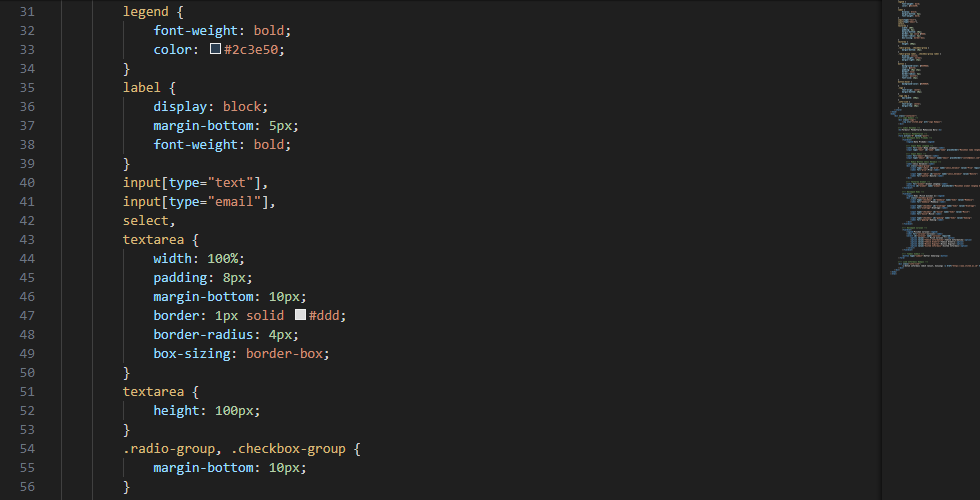 31 legend {
32 font-weight: bold;
33 color: #2c3e50;
34 }
35 label {
36 display: block;
37 margin-bottom: 5px;
38 font-weight: bold;
39 }
40 input[type="text"],
41 input[type="email"],
42 select,
43 textarea {
44 width: 100%;
45 padding: 8px;
46 margin-bottom: 10px;
47 border: 1px solid #ddd;
48 border-radius: 4px;
49 box-sizing: border-box;
50 }
51 textarea {
52 height: 100px;
53 }
54 .radio-group, .checkbox-group {
55 margin-bottom: 10px;
56 }